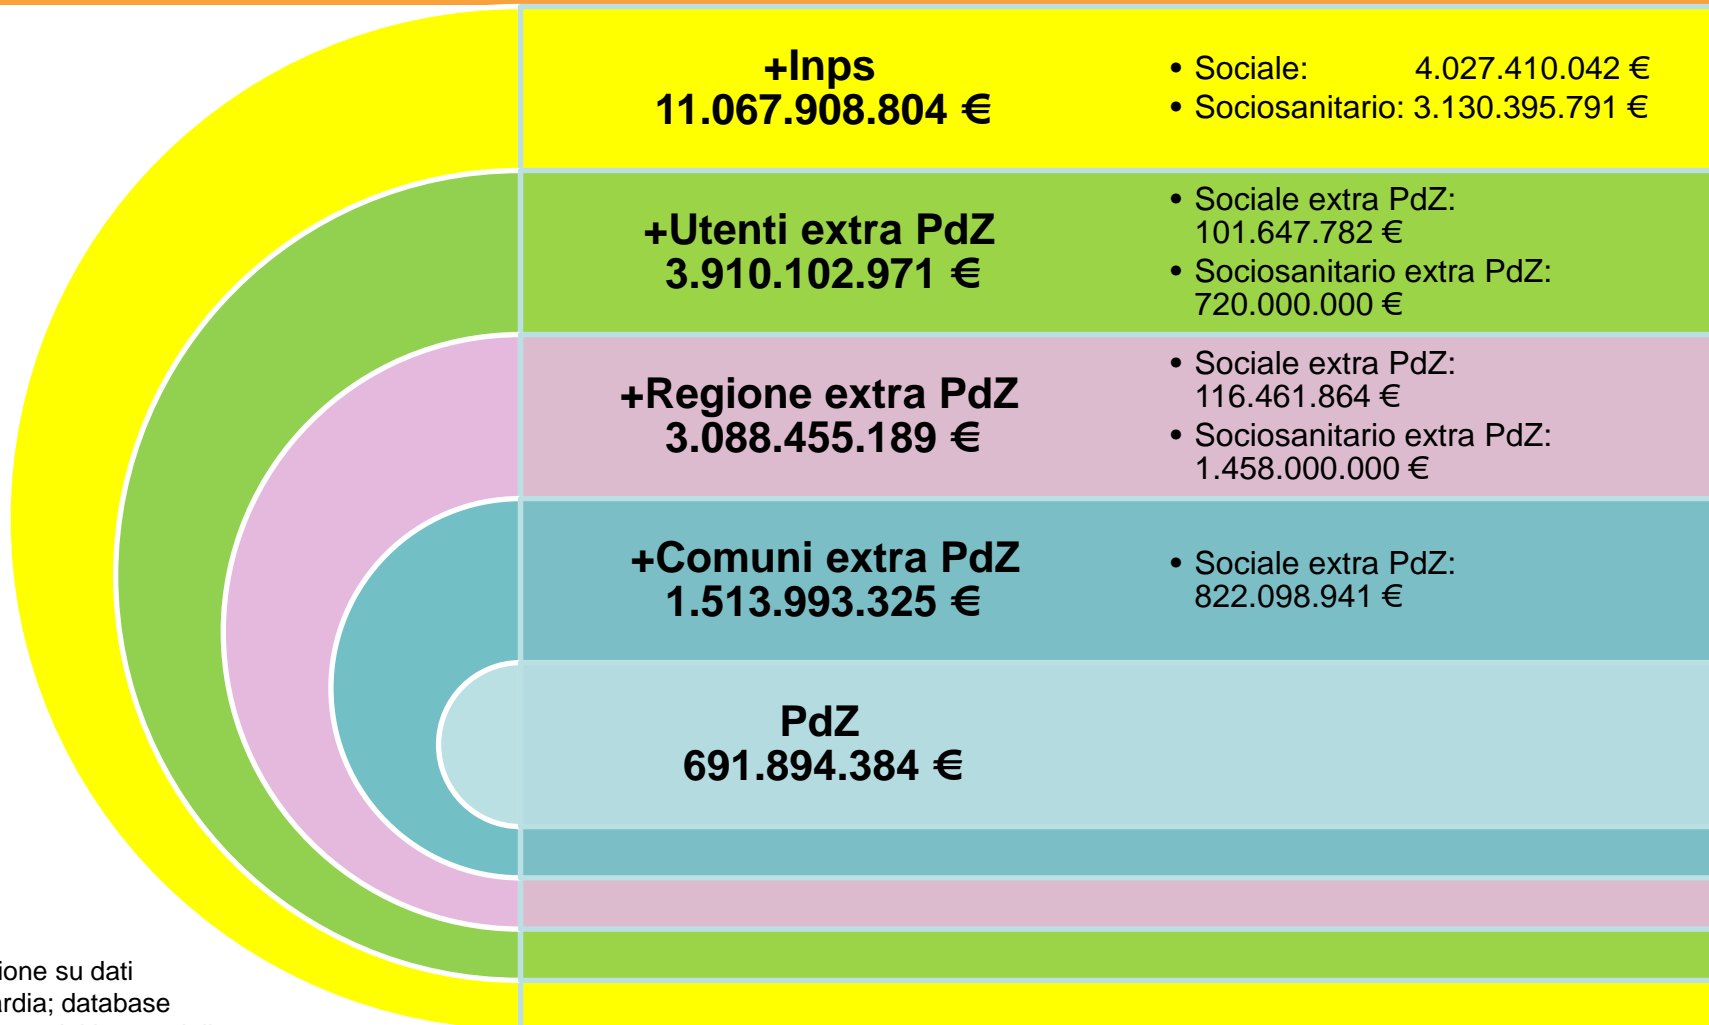 +Inps
11.067.908.804 €
• Sociale: 4.027.410.042 €
• Sociosanitario: 3.130.395.791 €
+Utenti extra PdZ
3.910.102.971 €
• Sociale extra PdZ:
101.647.782 €
• Sociosanitario extra PdZ:
720.000.000 €
+Regione extra PdZ
3.088.455.189 €
• Sociale extra PdZ:
116.461.864 €
• Sociosanitario extra PdZ:
1.458.000.000 €
+Comuni extra PdZ
1.513.993.325 €
• Sociale extra PdZ:
822.098.941 €
PdZ
691.894.384 €
ione su dati
ardia; database